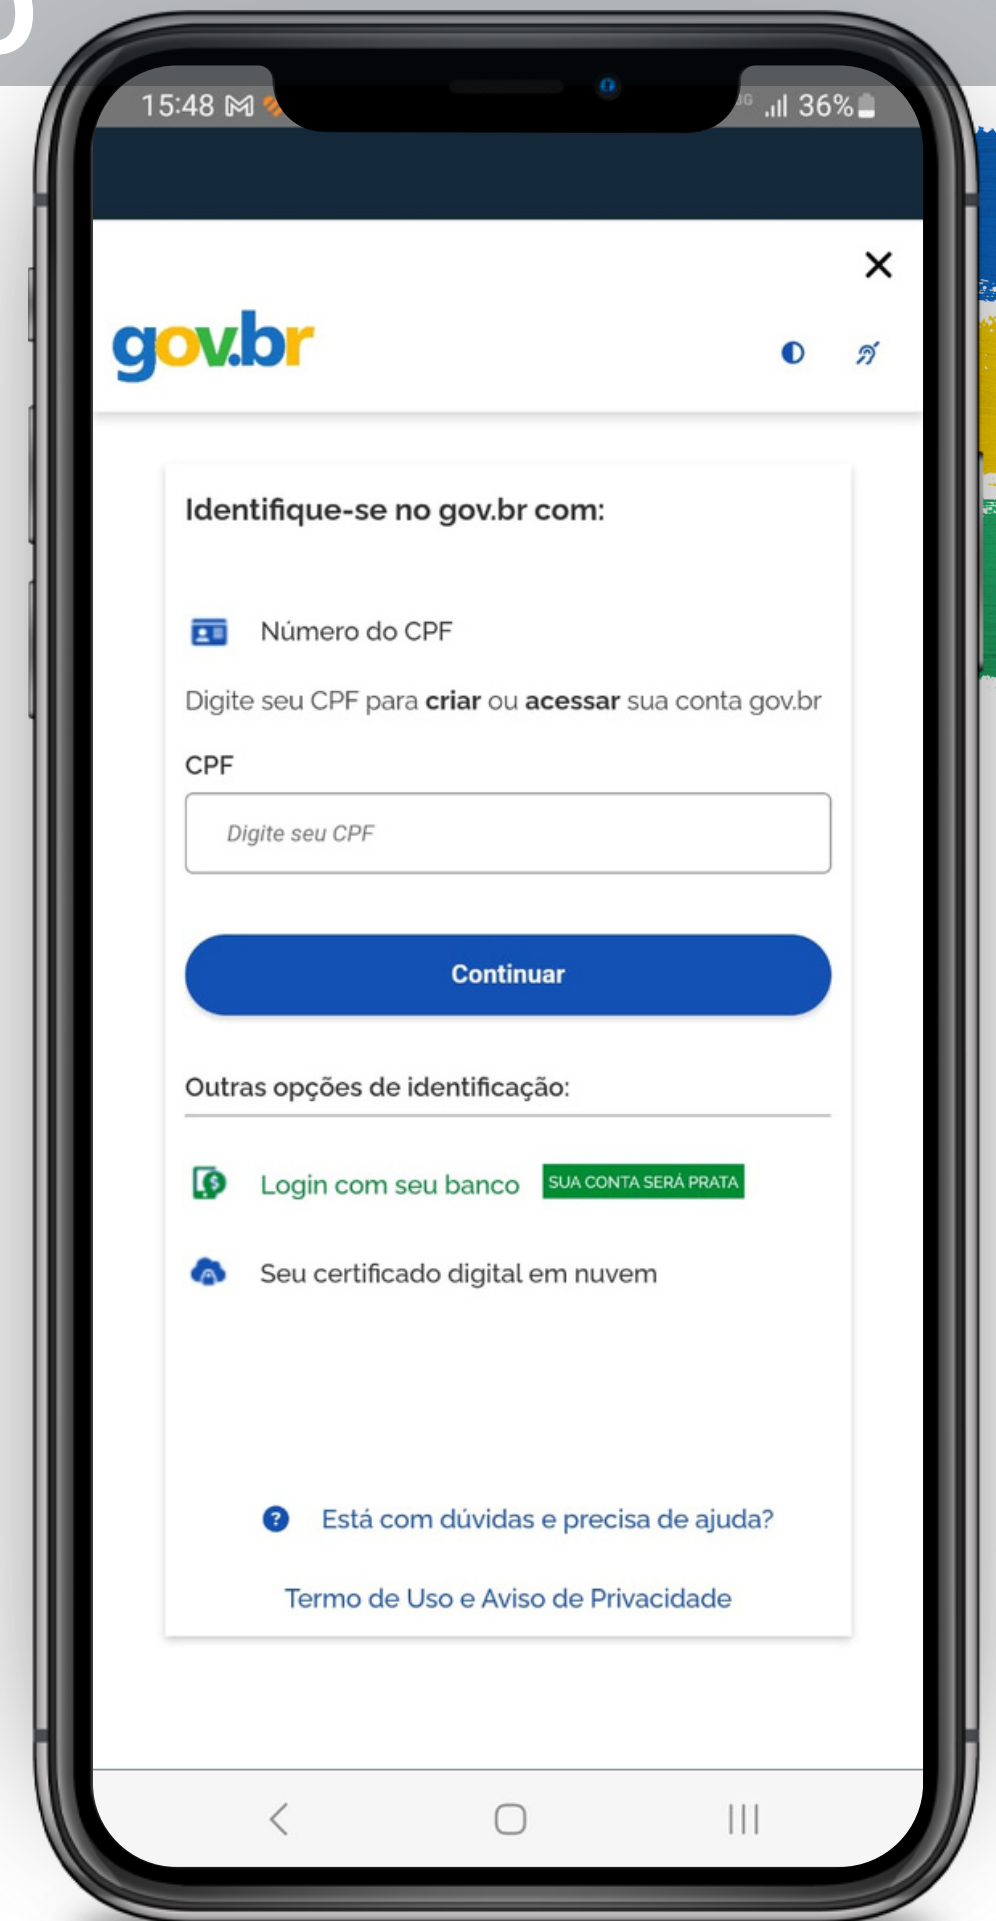 15:48
36%
gov.br
Identifique-se no gov.br com:
Número do CPF
Digite seu CPF para criar ou acessar sua conta gov.br
CPF
Digite seu CPF
Continuar
Outras opções de identificação:
Login com seu banco SUA CONTA SERÁ PRATA
Seu certificado digital em nuvem
Está com dúvidas e precisa de ajuda?
Termo de Uso e Aviso de Privacidade